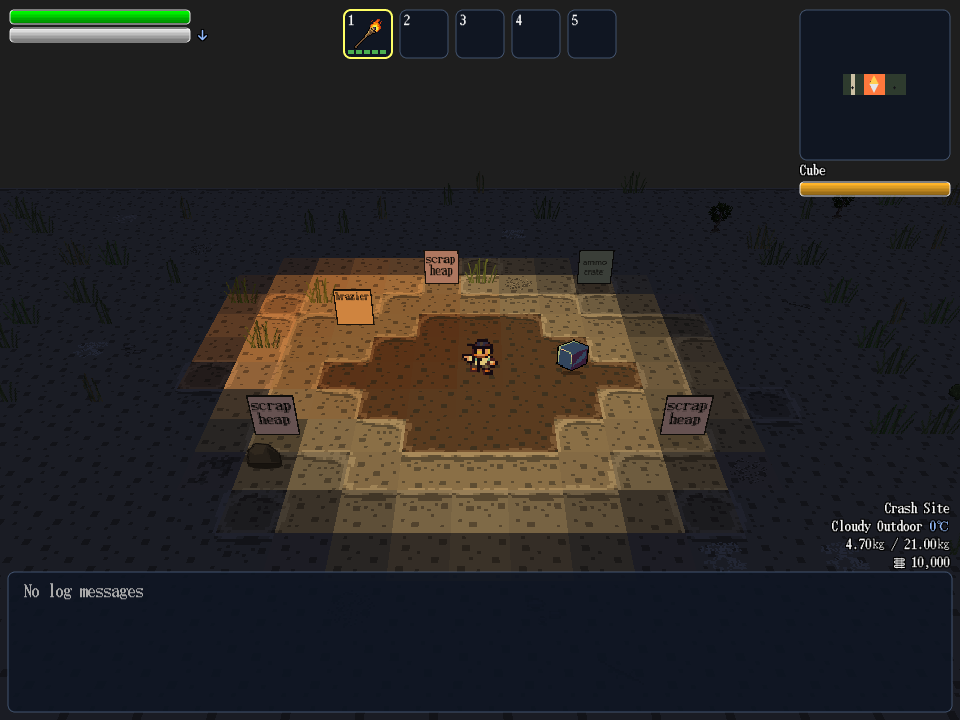 1 2 3 4 5
Cube
scrap
heap
ammo
crate
brazier
scrap
heap
scrap
heap
Crash Site
Cloudy Outdoor 0℃
4.70kg / 21.00kg
10,000
No log messages